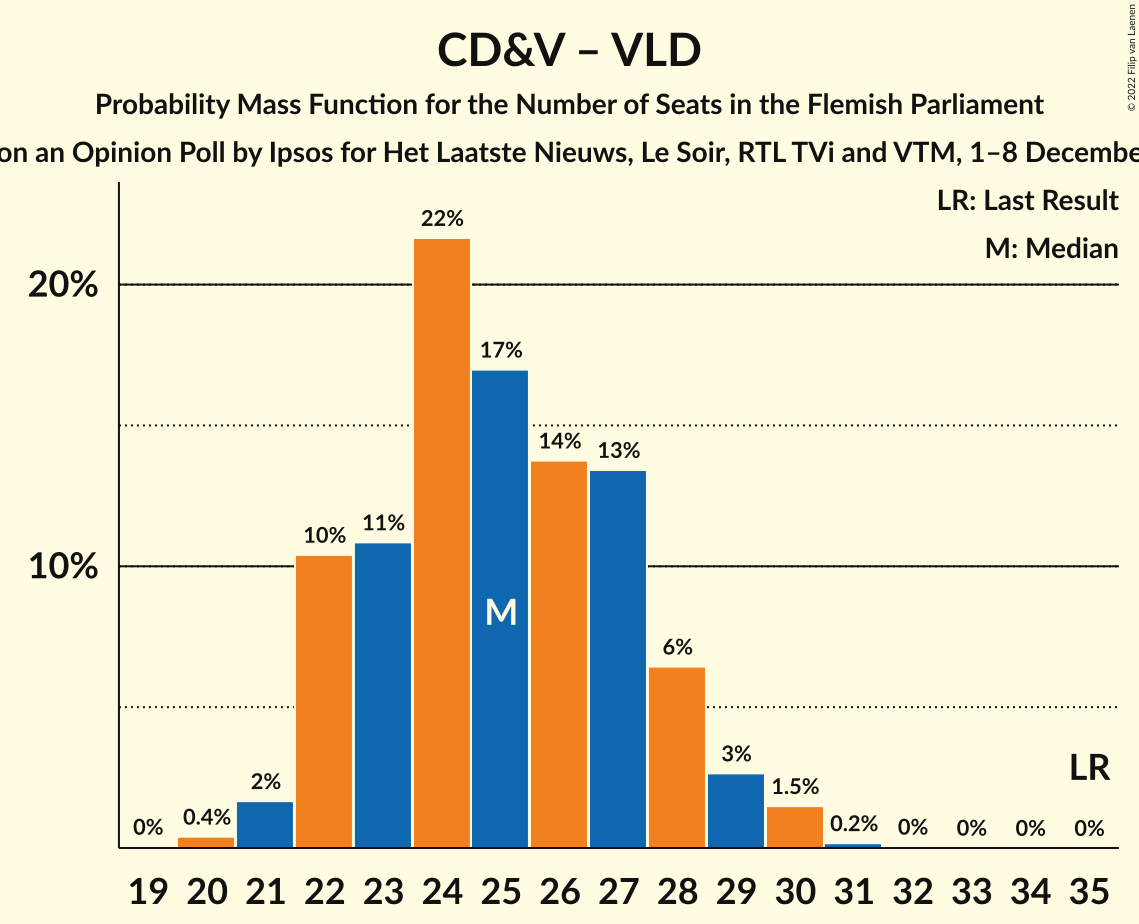 CD&V – VLD
Probability Mass Function for the Number of Seats in the Flemish Parliament
on an Opinion Poll by Ipsos for Het Laatste Nieuws, Le Soir, RTL TVi and VTM, 1–8 Decembe
© 2022 Filip van Laenen
LR: Last Result
M: Median
22%
20%
17%
14%
13%
11%
10%
10%
M
6%
3%
LR
2%
1.5%
0.4%
0.2%
0%
0%
0%
0%
0%
19 20 21 22 23 24 25 26 27 28 29 30 31 32 33 34 35